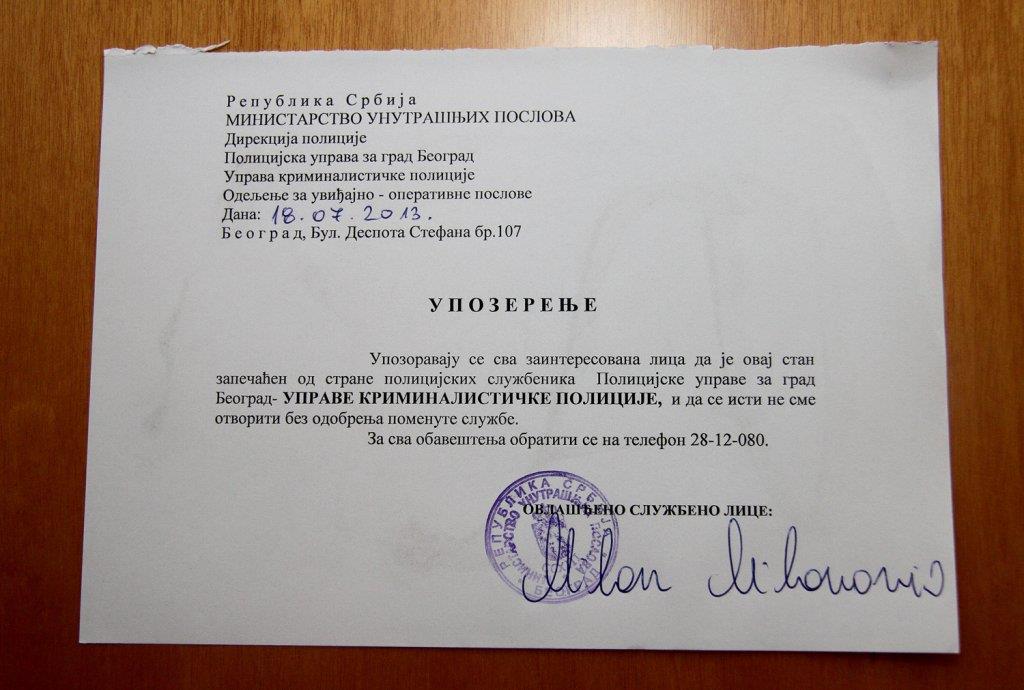 Република Србија
МИНИСТАРСТВО УНУТРАШЊИХ ПОСЛОВА
Дирекција полиције
Полицијска управа за град Београд
Управа криминалистичке полиције
Одељење за увиђајно - оперативне послове
Дана: 18.07.2013.
Београд, Бул. Деспота Стефана бр.107
УПОЗЕРЕЊЕ
Упозоравају се сва заинтересована лица да је овај стан
запечаћен од стране полицијских службеника Полицијске управе за град
Београд- УПРАВЕ КРИМИНАЛИСТИЧКЕ ПОЛИЦИЈЕ, и да се исти не сме
отворити без одобрења поменуте службе.
За сва обавештења обратити се на телефон 28-12-080.
РЕПУБЛИКА СРБИЈА
ОВЛАШЋЕНО СЛУЖБЕНО ЛИЦЕ:
Milan